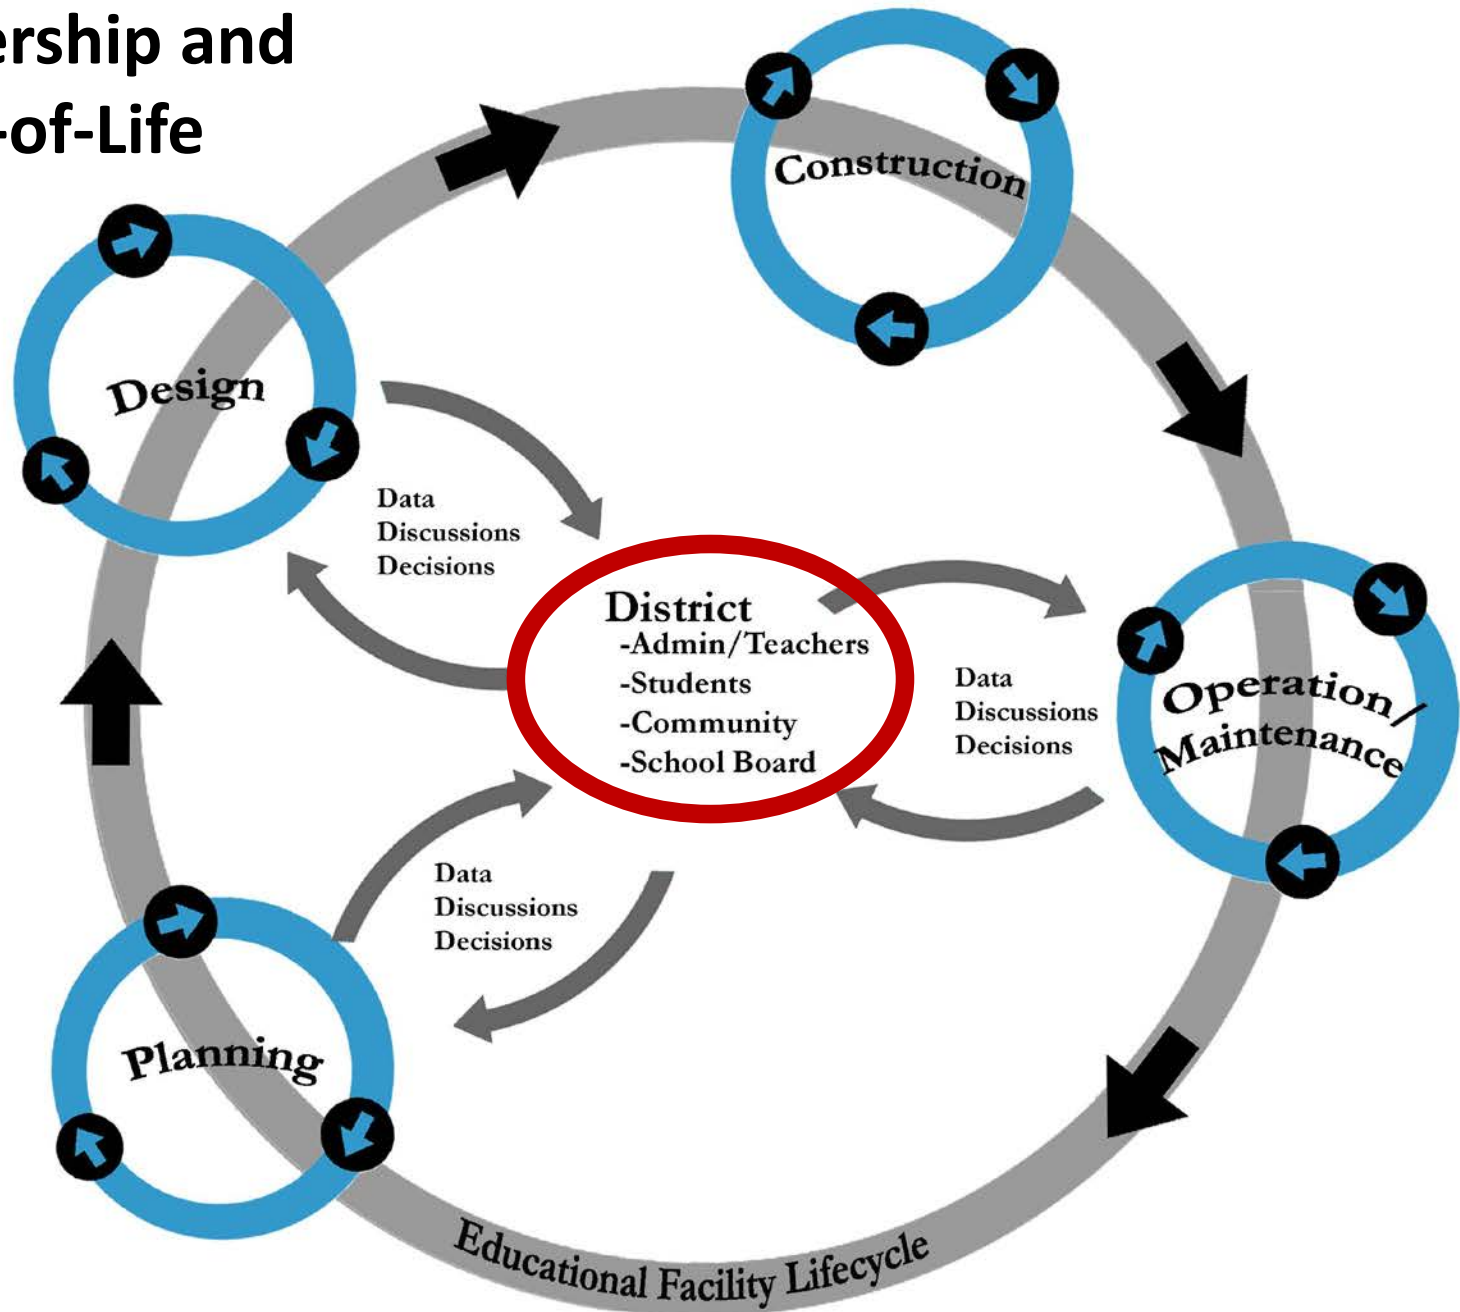 and
-of-Life
Construction
Design
Data
Discussions
Decisions
District
-Admin/Teachers
-Students
-Community
-School Board
Data
Discussions
Decisions
Operation/
Maintenance
Data
Discussions
Decisions
Planning
Educational Facility Lifecycle